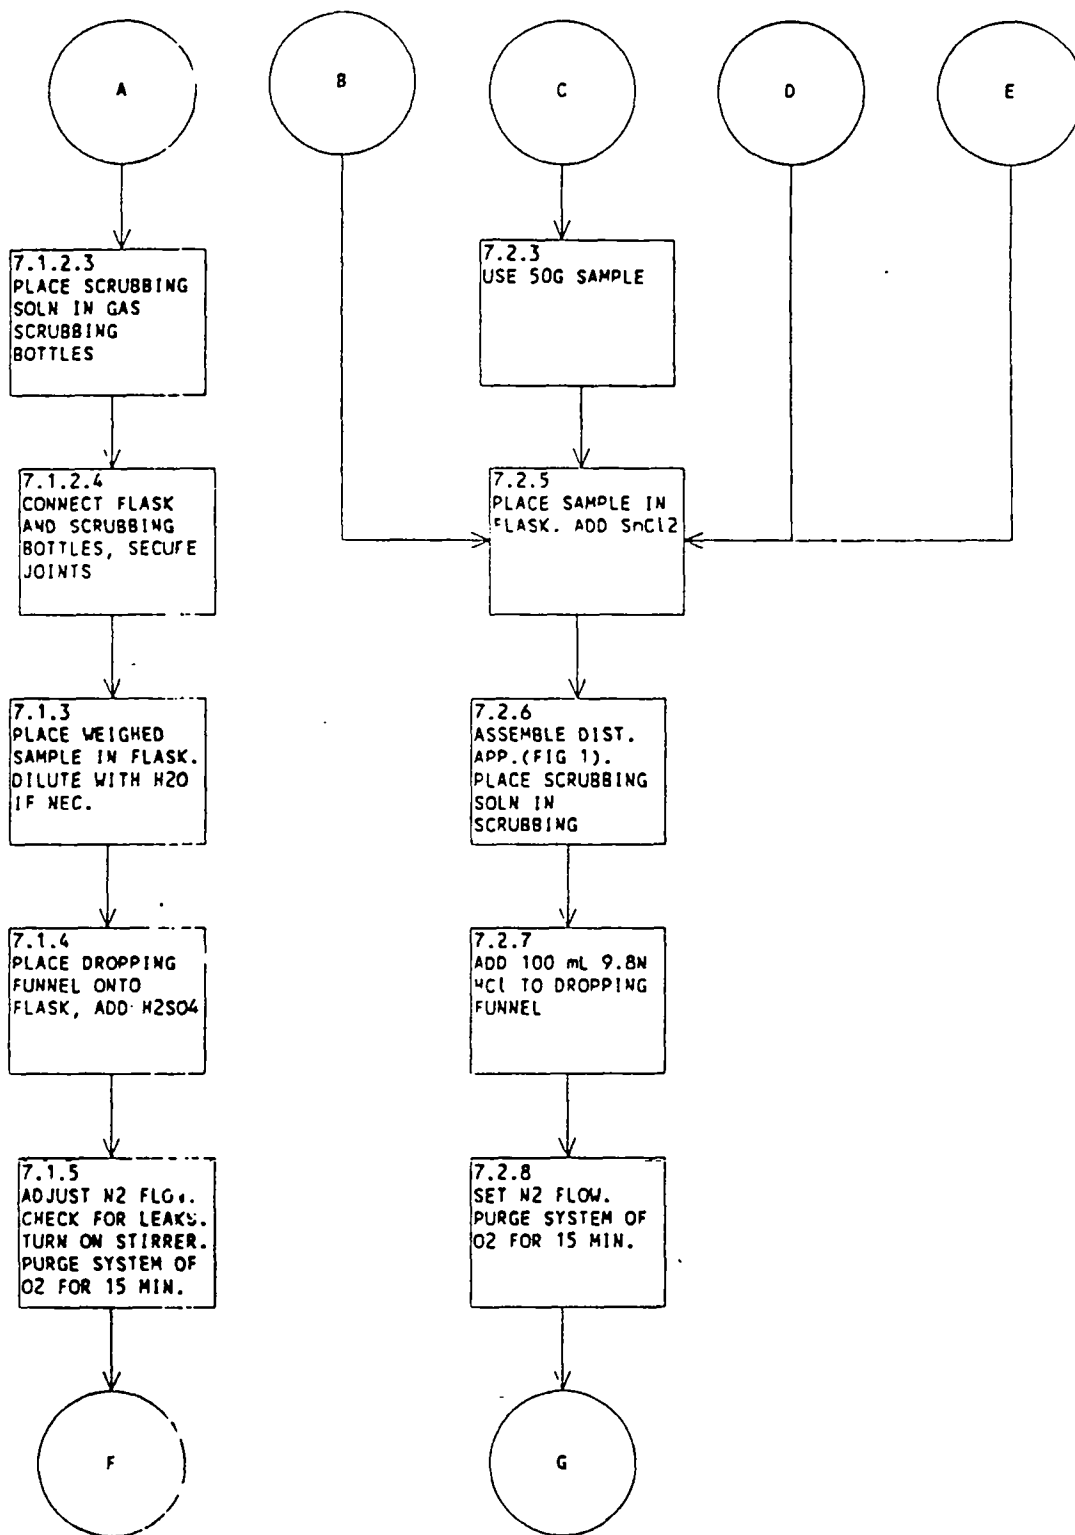 A
B
C
D
E
7.1.2.3
PLACE SCRUBBING
SOLN IN GAS
SCRUBBING
BOTTLES
7.2.3
USE 50G SAMPLE
7.1.2.4
CONNECT FLASK
AND SCRUBBING
BOTTLES, SECURE
JOINTS
7.2.5
PLACE SAMPLE IN
FLASK. ADD SnCl2
7.1.3
PLACE WEIGHED
SAMPLE IN FLASK.
DILUTE WITH H2O
IF NEC.
7.2.6
ASSEMBLE DIST.
APP.(FIG 1).
PLACE SCRUBBING
SOLN IN
SCRUBBING
7.1.4
PLACE DROPPING
FUNNEL ONTO
FLASK, ADD H2SO4
7.2.7
ADD 100 mL 9.8N
HCl TO DROPPING
FUNNEL
7.1.5
ADJUST N2 FLOW.
CHECK FOR LEAKS.
TURN ON STIRRER.
PURGE SYSTEM OF
O2 FOR 15 MIN.
7.2.8
SET N2 FLOW.
PURGE SYSTEM OF
O2 FOR 15 MIN.
F
G